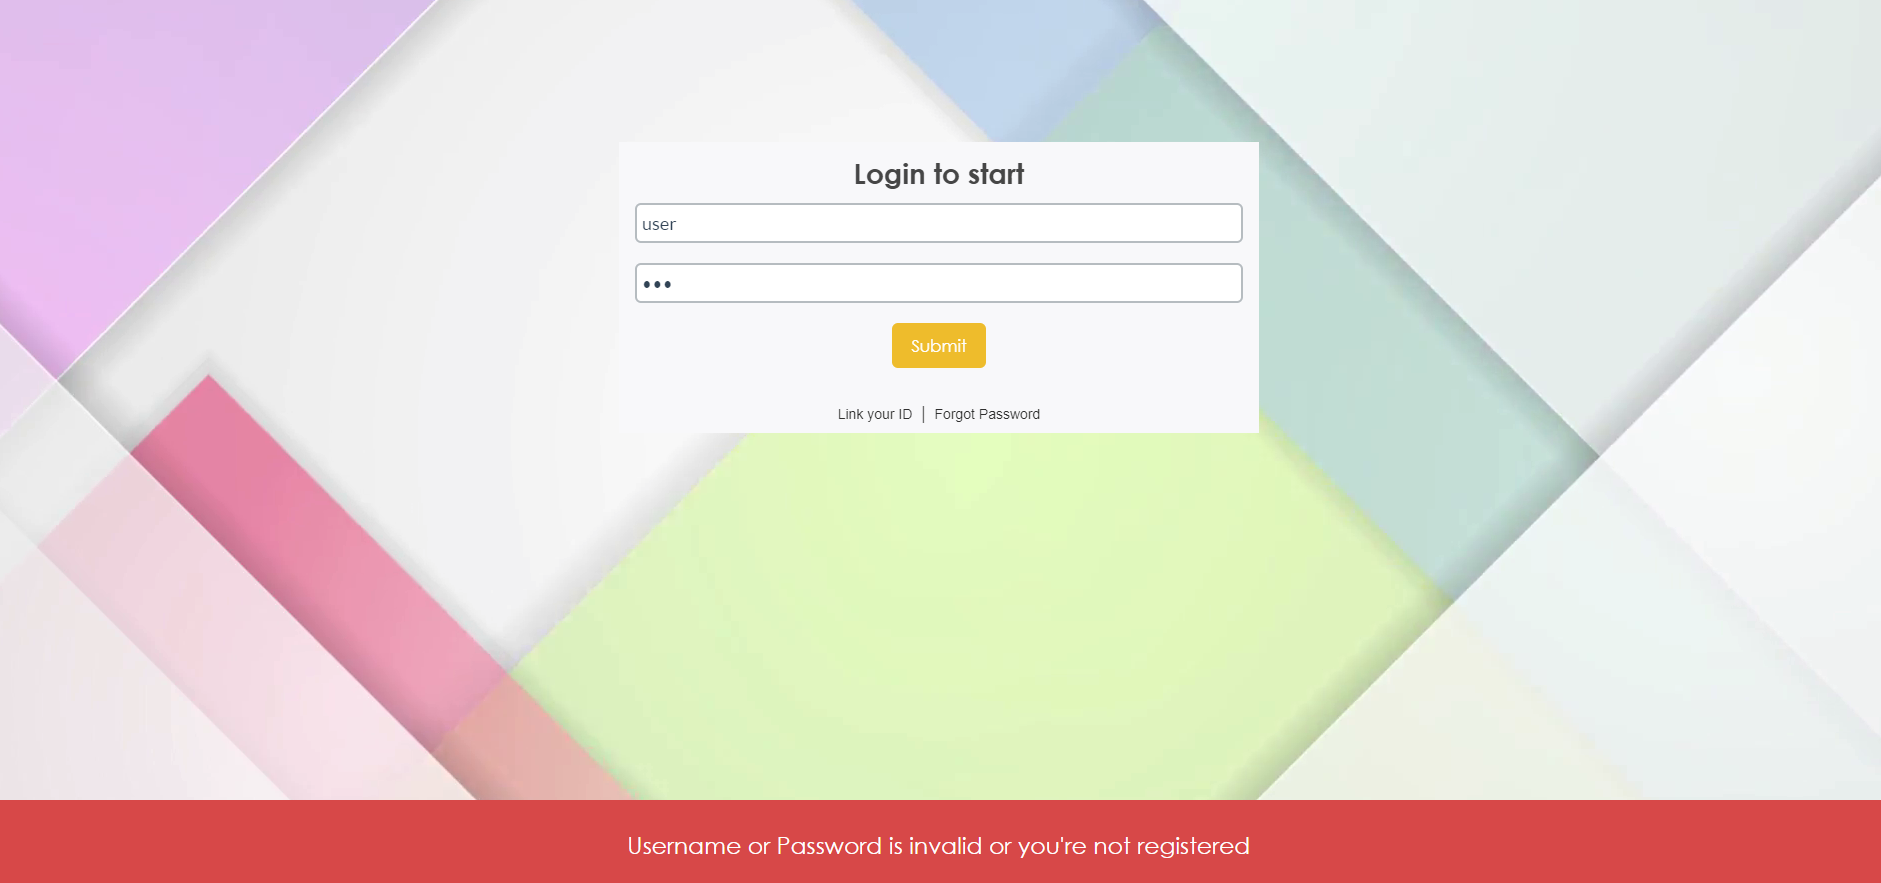 Login to start
user
•••
Submit
Link your ID | Forgot Password
Username or Password is invalid or you're not registered